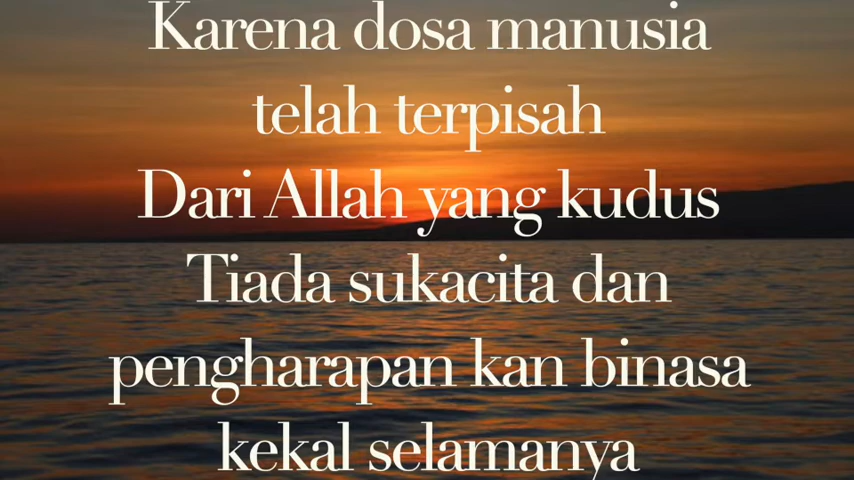 Karena dosa manusia
telah terpisah
Dari Allah yang kudus
Tiada sukacita dan
pengharapan kan binasa
kekal selamanya